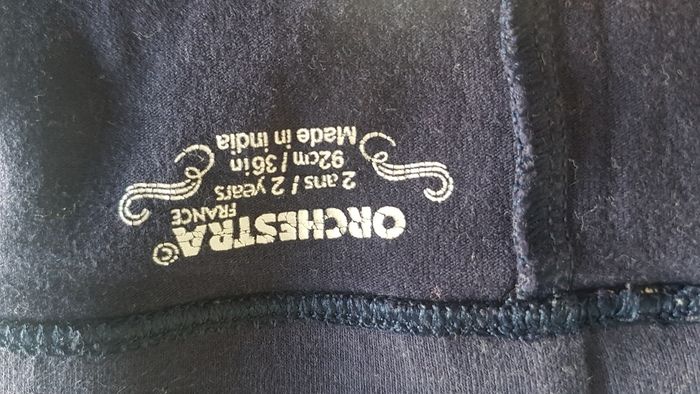 ORCHESTRA©
FRANCE
2 ans / 2 years
92cm / 36in
Made in India